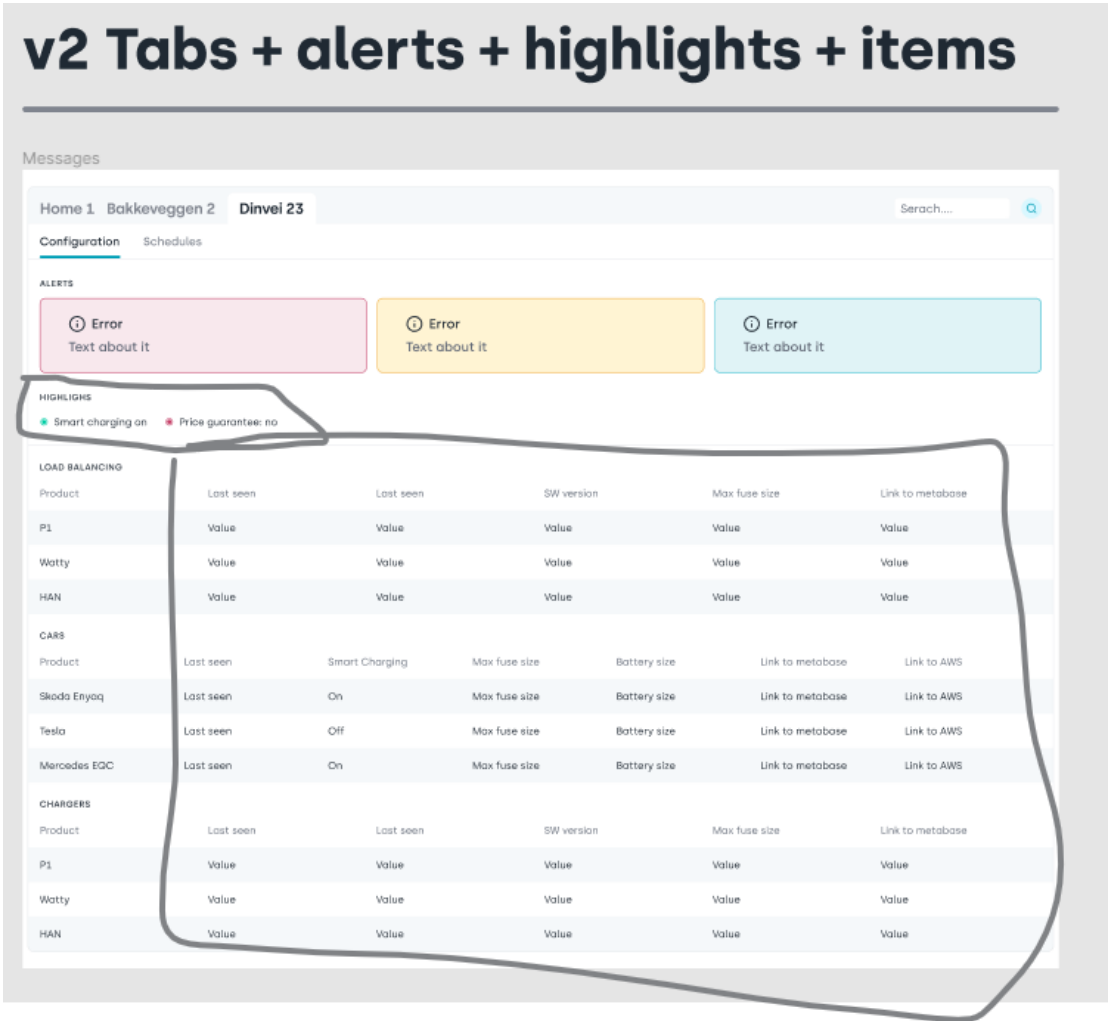 v2 Tabs + alerts + highlights + items
Messages
Home 1 Bakkeveggen 2 Dinvei 23 Serach....
Configuration Schedules
ALERTS
Error Error Error
Text about it Text about it Text about it
HIGHLIGHS
Smart charging on Price guarantee: no
LOAD BALANCING
Product Last seen Last seen SW version Max fuse size Link to metabase
P1 Value Value Value Value Value
Watty Value Value Value Value Value
HAN Value Value Value Value Value
CARS
Product Last seen Smart Charging Max fuse size Battery size Link to metabase Link to AWS
Skoda Enyaq Last seen On Max fuse size Battery size Link to metabase Link to AWS
Tesla Last seen Off Max fuse size Battery size Link to metabase Link to AWS
Mercedes EQC Last seen On Max fuse size Battery size Link to metabase Link to AWS
CHARGERS
Product Last seen Last seen SW version Max fuse size Link to metabase
P1 Value Value Value Value Value
Watty Value Value Value Value Value
HAN Value Value Value Value Value